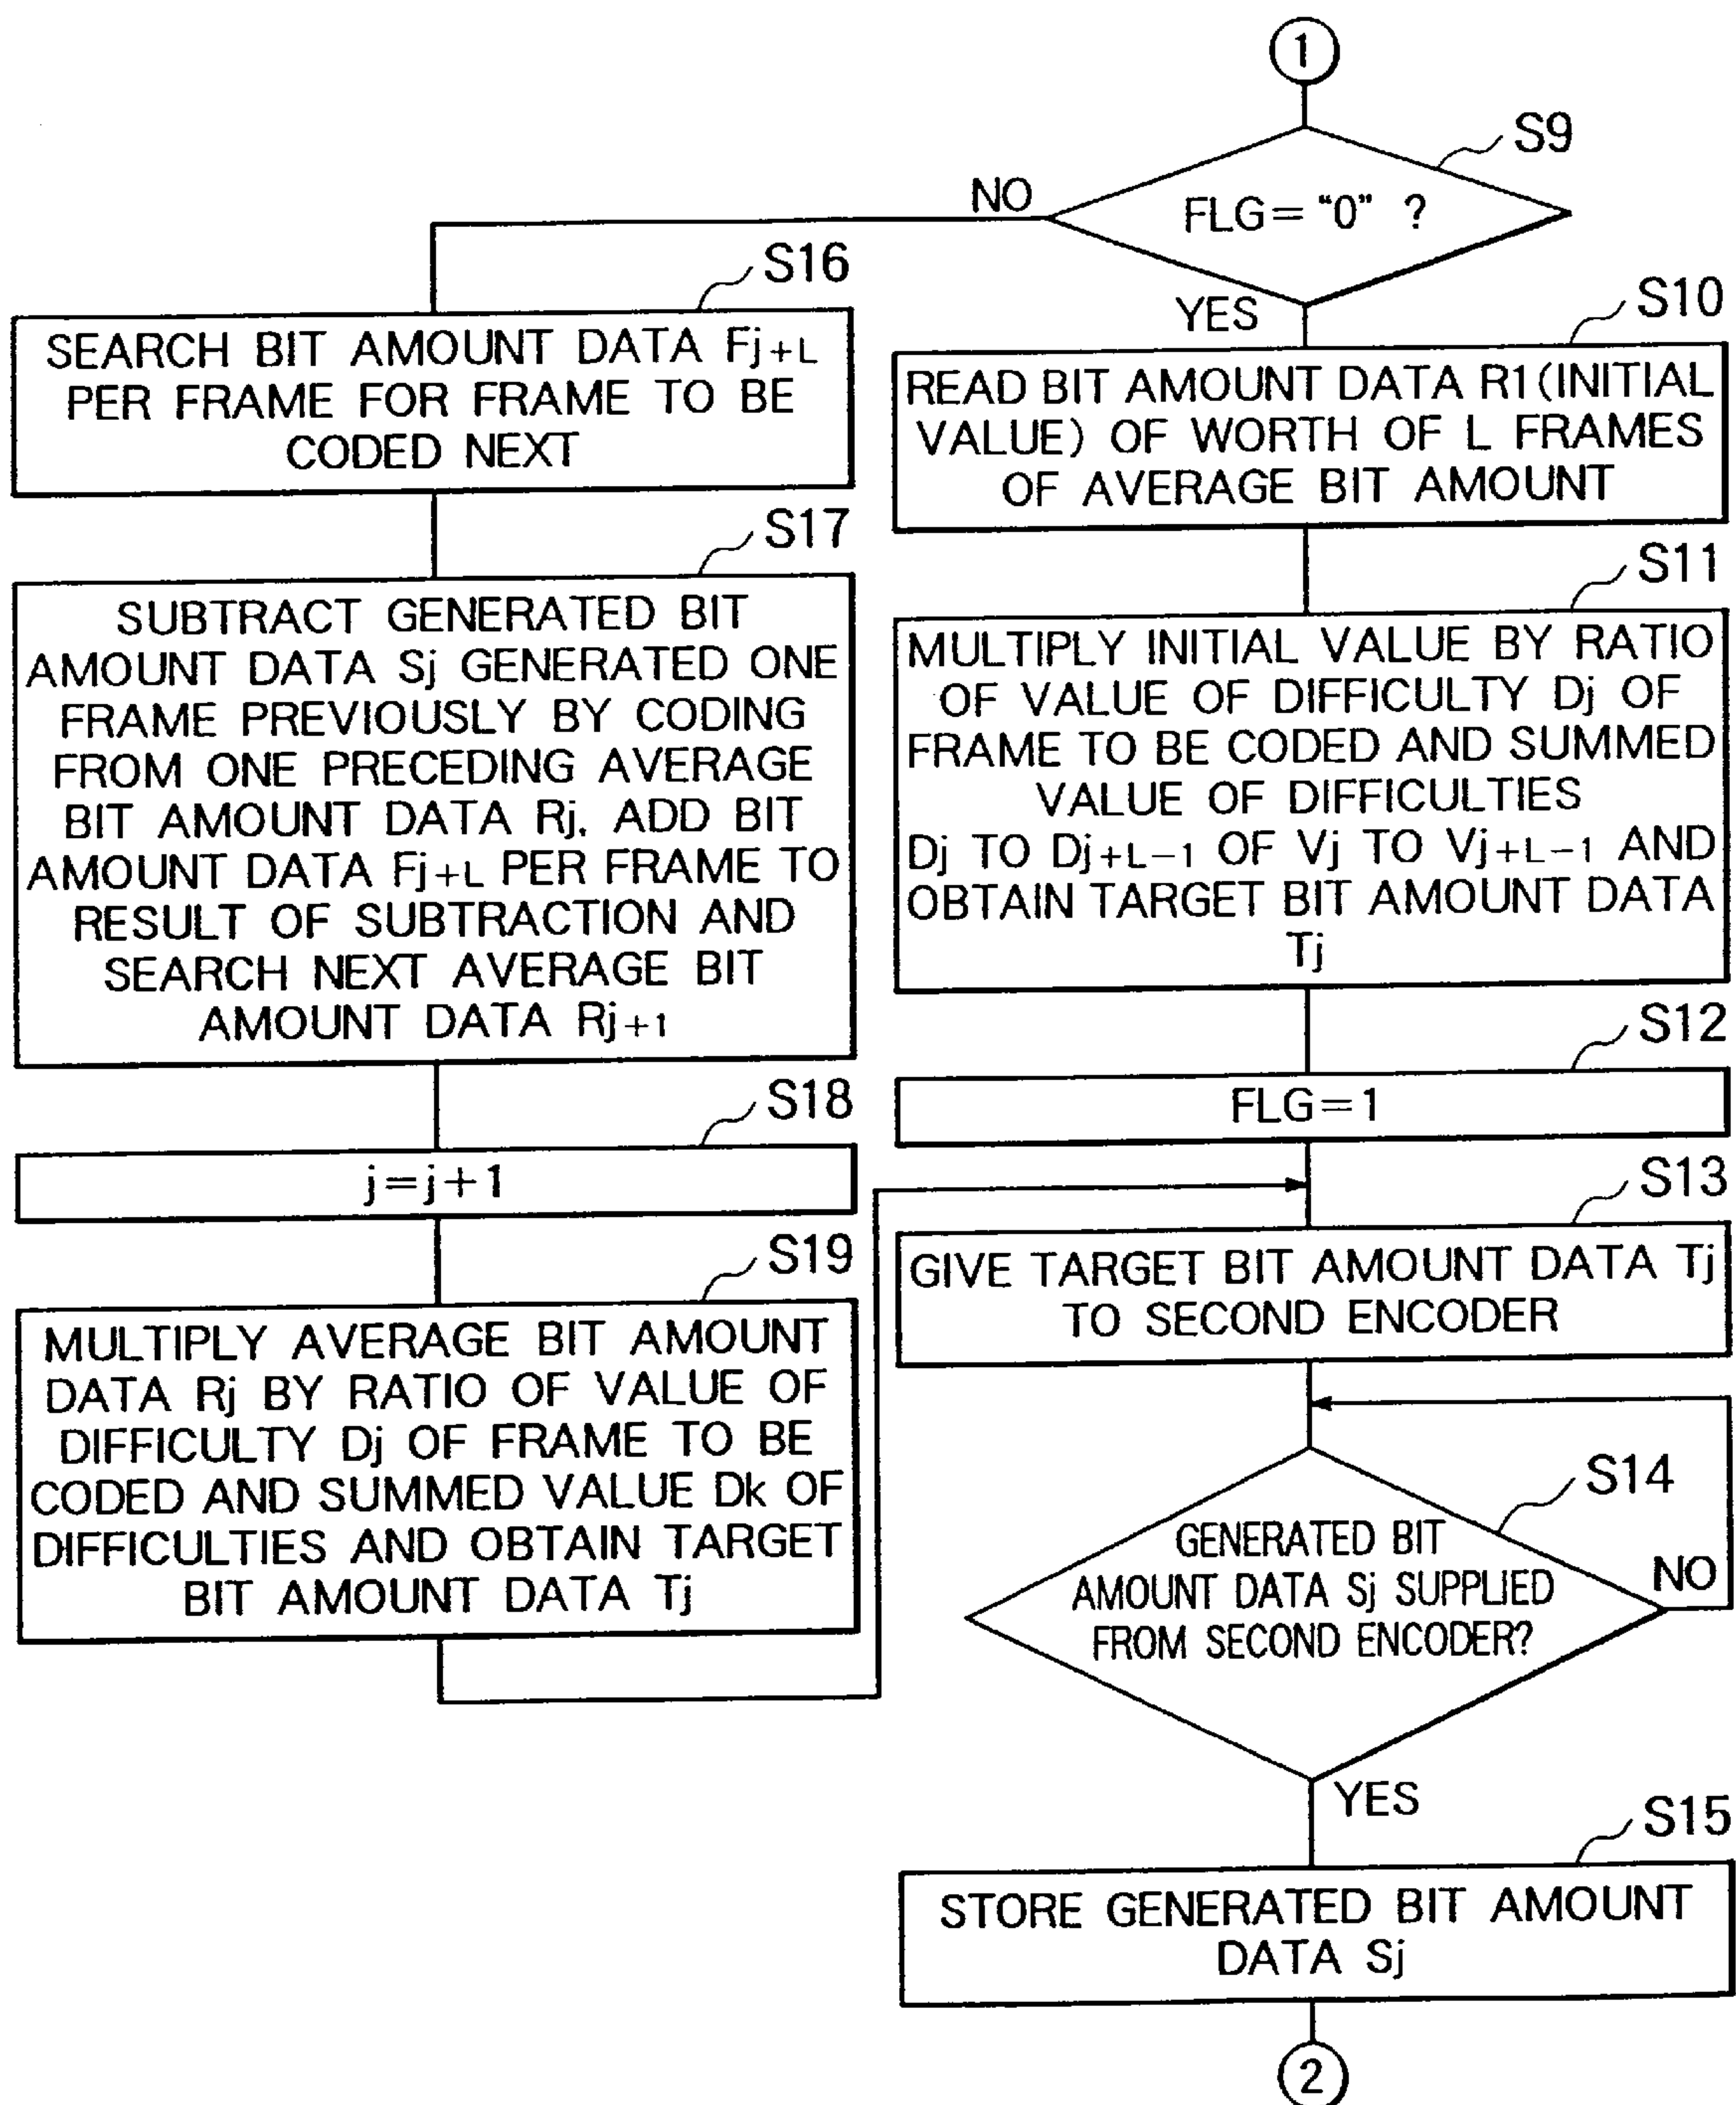 1
S9
FLG= "0" ?
NO
YES
S10
READ BIT AMOUNT DATA R1 (INITIAL
VALUE) OF WORTH OF L FRAMES
OF AVERAGE BIT AMOUNT
S11
MULTIPLY INITIAL VALUE BY RATIO
OF VALUE OF DIFFICULTY Dj OF
FRAME TO BE CODED AND SUMMED
VALUE OF DIFFICULTIES
Dj TO Dj+L-1 OF Vj TO Vj+L-1 AND
OBTAIN TARGET BIT AMOUNT DATA
Tj
S12
FLG=1
S13
GIVE TARGET BIT AMOUNT DATA Tj
TO SECOND ENCODER
S14
GENERATED BIT
AMOUNT DATA Sj SUPPLIED
FROM SECOND ENCODER?
NO
YES
S15
STORE GENERATED BIT AMOUNT
DATA Sj
2
S16
SEARCH BIT AMOUNT DATA Fj+L
PER FRAME FOR FRAME TO BE
CODED NEXT
S17
SUBTRACT GENERATED BIT
AMOUNT DATA Sj GENERATED ONE
FRAME PREVIOUSLY BY CODING
FROM ONE PRECEDING AVERAGE
BIT AMOUNT DATA Rj, ADD BIT
AMOUNT DATA Fj+L PER FRAME TO
RESULT OF SUBTRACTION AND
SEARCH NEXT AVERAGE BIT
AMOUNT DATA Rj+1
S18
j=j+1
S19
MULTIPLY AVERAGE BIT AMOUNT
DATA Rj BY RATIO OF VALUE OF
DIFFICULTY Dj OF FRAME TO BE
CODED AND SUMMED VALUE Dk OF
DIFFICULTIES AND OBTAIN TARGET
BIT AMOUNT DATA Tj